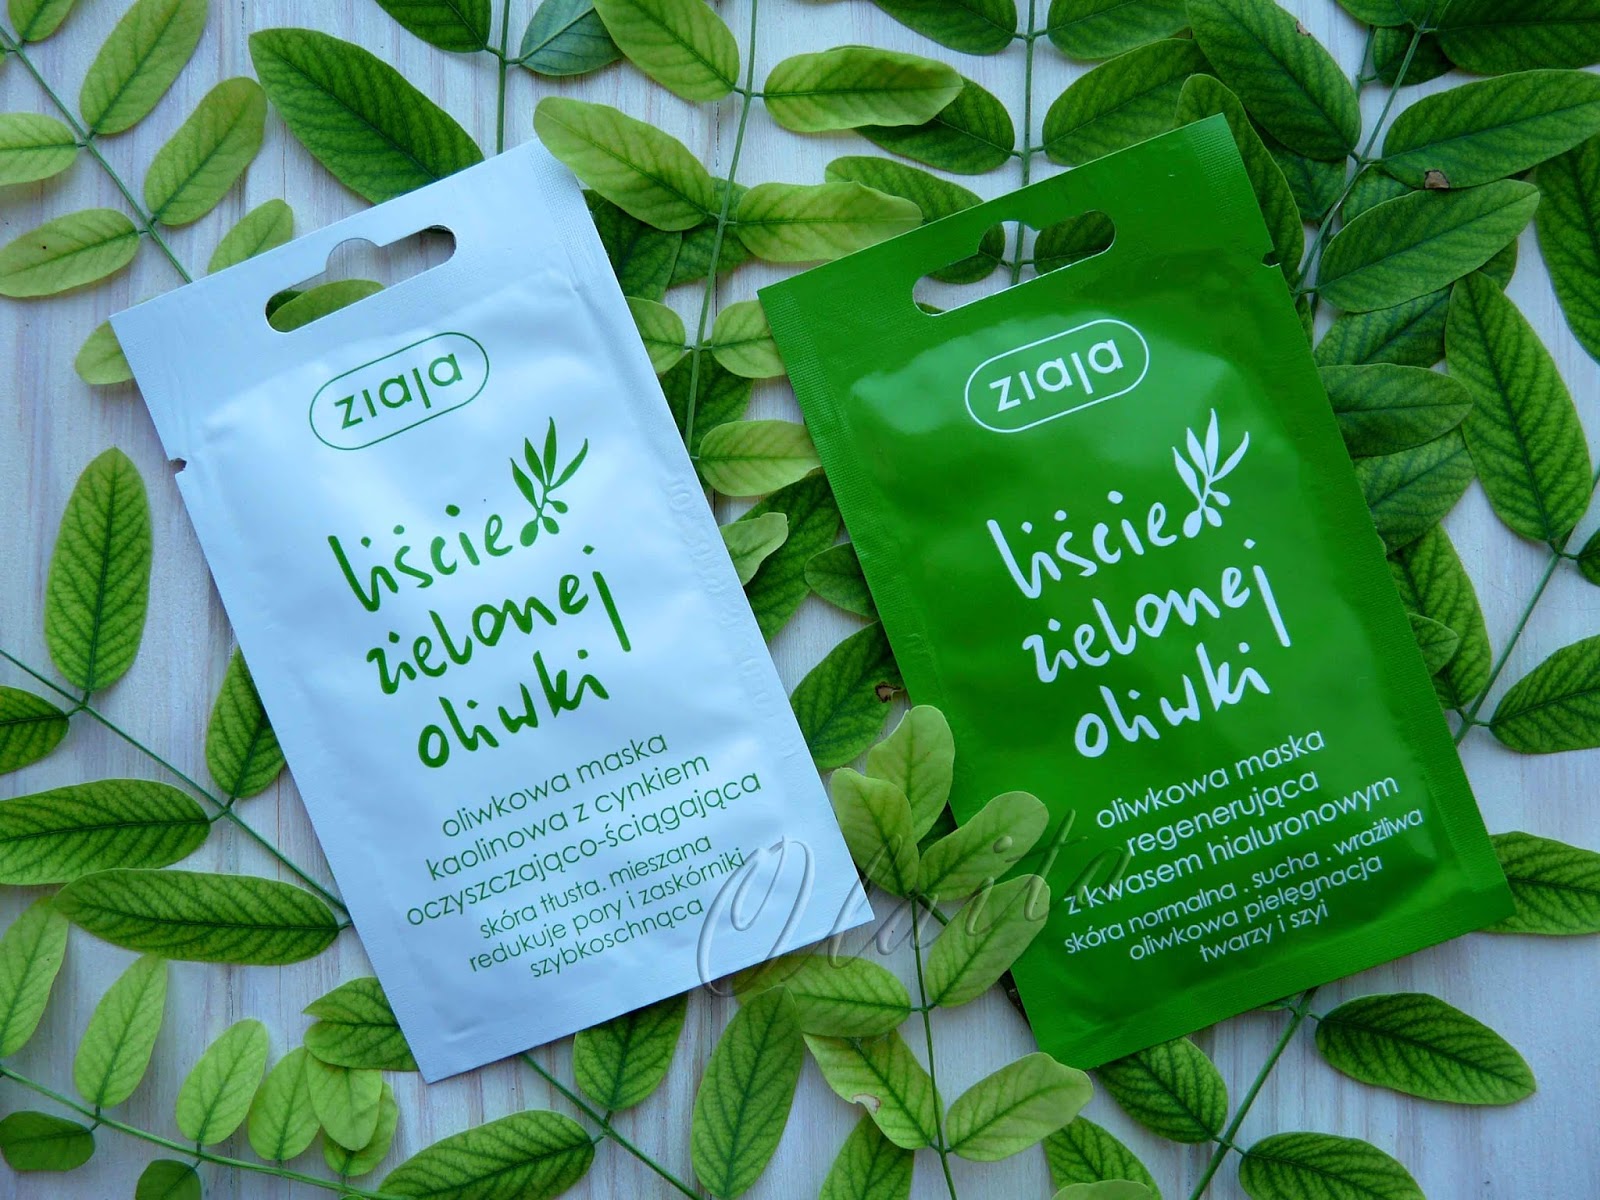 ziaja
liście
zielonej
oliwki
oliwkowa maska
kaolinowa z cynkiem
oczyszczająco-ściągająca
skóra tłusta. mieszana
redukuje pory i zaskórniki
szybkoschnąca
ziaja
liście
zielonej
oliwki
oliwkowa maska
regenerująca
z kwasem hialuronowym
skóra normalna . sucha . wrażliwa
oliwkowa pielęgnacja
twarzy i szyi